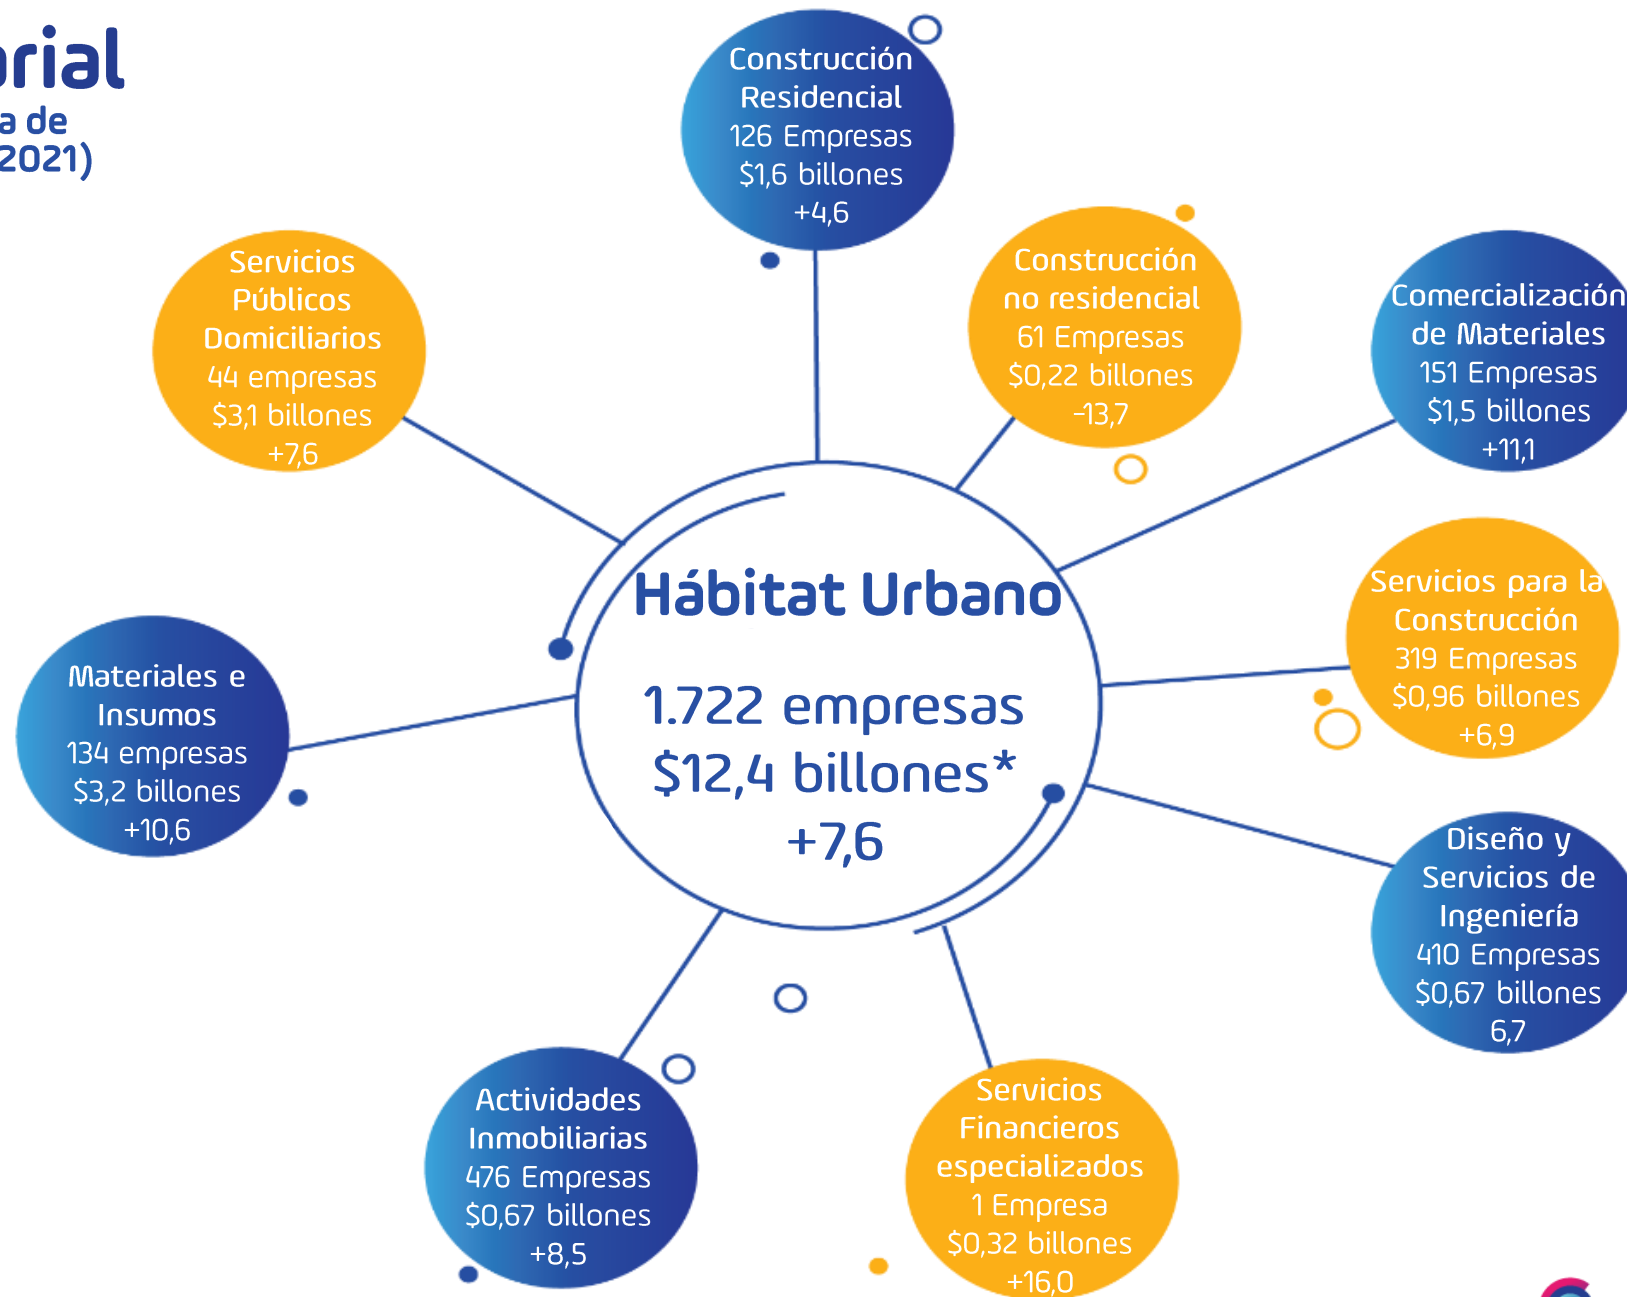 arial
a de
2021)
Construcción
Residencial
126 Empresas
$1,6 billones
+4,6
Construcción
no residencial
61 Empresas
$0,22 billones
-13,7
Comercialización
de Materiales
151 Empresas
$1,5 billones
+11,1
Servicios para la
Construcción
319 Empresas
$0,96 billones
+6,9
Diseño y
Servicios de
Ingeniería
410 Empresas
$0,67 billones
6,7
Servicios
Financieros
especializados
1 Empresa
$0,32 billones
+16,0
Actividades
Inmobiliarias
476 Empresas
$0,67 billones
+8,5
Materiales e
Insumos
134 empresas
$3,2 billones
+10,6
Servicios
Públicos
Domiciliarios
44 empresas
$3,1 billones
+7,6
Hábitat Urbano
1.722 empresas
$12,4 billones*
+7,6